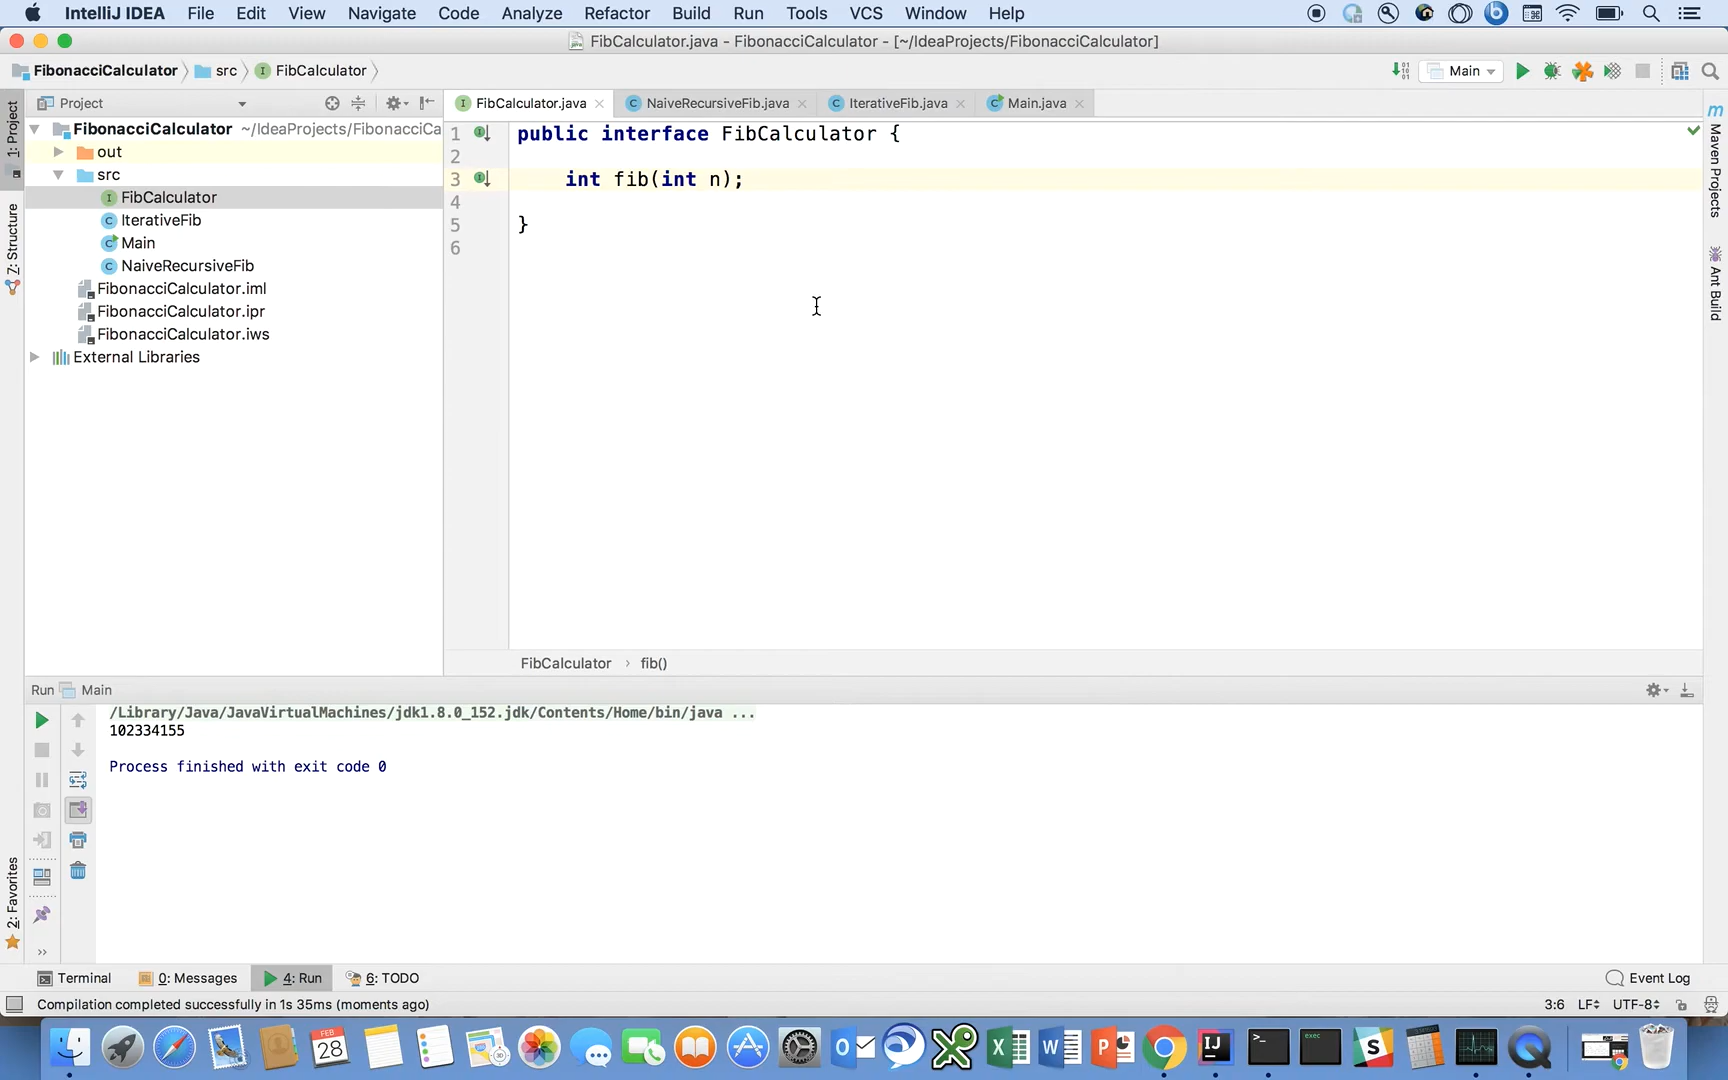 IntelliJ IDEA File Edit View Navigate Code Analyze Refactor Build Run Tools VCS Window Help
FibCalculator.java - FibonacciCalculator - [~/IdeaProjects/FibonacciCalculator]
FibonacciCalculator src I FibCalculator
Main
Project
FibCalculator.java
NaiveRecursiveFib.java
IterativeFib.java
Main.java
1: Project
Z: Structure
2: Favorites
FibonacciCalculator ~/IdeaProjects/FibonacciCa
out
src
FibCalculator
IterativeFib
Main
NaiveRecursiveFib
FibonacciCalculator.iml
FibonacciCalculator.ipr
FibonacciCalculator.iws
External Libraries
1 public interface FibCalculator {
2
3 int fib(int n);
4
5 }
6
Maven Projects
Ant Build
FibCalculator › fib()
Run Main
/Library/Java/JavaVirtualMachines/jdk1.8.0_152.jdk/Contents/Home/bin/java ...
102334155
Process finished with exit code 0
Terminal 0: Messages 4: Run 6: TODO Event Log
Compilation completed successfully in 1s 35ms (moments ago) 3:6 LF UTF-8
FEB
28
3D
O
X
W
P
IJ
>_
exec
S